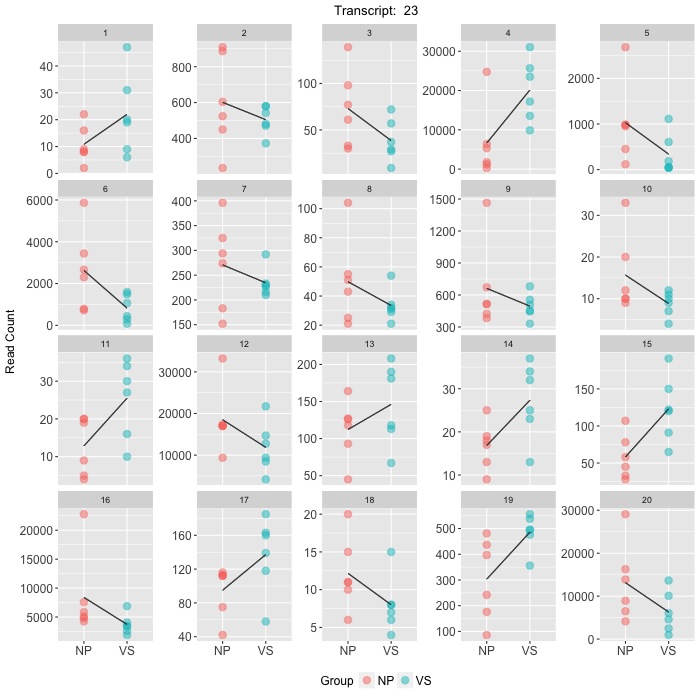 Transcript: 23
1 2 3 4 5
40 30 20 10 0
800 600 400
100 50
30000 20000 10000 0
2000 1000 0
6 7 8 9 10
6000 4000 2000 0
400 350 300 250 200 150
100 80 60 40 20
1500 1200 900 600 300
30 20 10
Read Count
11 12 13 14 15
30 20 10
30000 20000 10000
200 150 100 50
30 20 10
150 100 50
16 17 18 19 20
20000 15000 10000 5000
160 120 80 40
20 15 10 5
500 400 300 200 100
30000 20000 10000 0
NP VS NP VS NP VS NP VS NP VS
Group NP VS